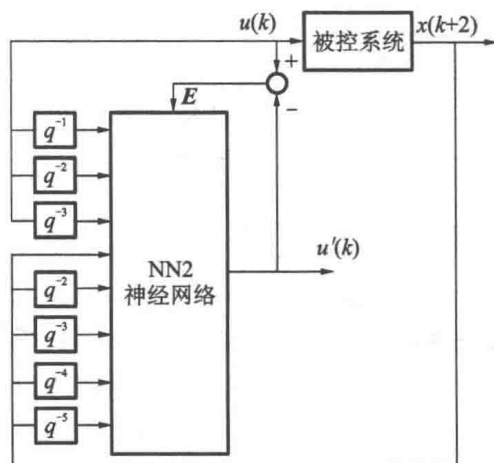 u(k)
被控系统
x(k+2)
+
E
−
q⁻¹
q⁻²
q⁻³
NN2
神经网络
u'(k)
q⁻²
q⁻³
q⁻⁴
q⁻⁵